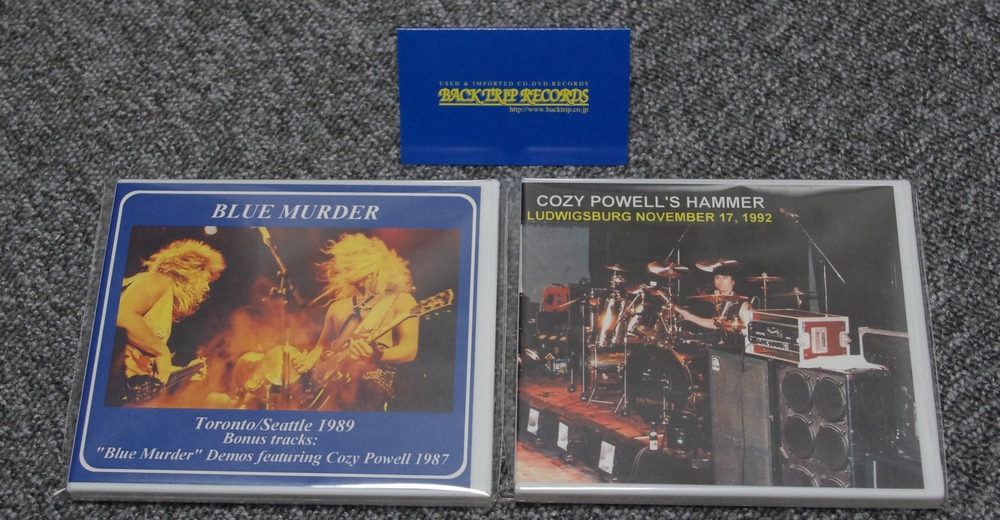 USED & IMPORTED CD,DVD,RECORDS
BACK TRIP RECORDS
http://www.backtrip.co.jp
BLUE MURDER
Toronto/Seattle 1989
Bonus tracks:
"Blue Murder" Demos featuring Cozy Powell 1987
COZY POWELL'S HAMMER
LUDWIGSBURG NOVEMBER 17, 1992